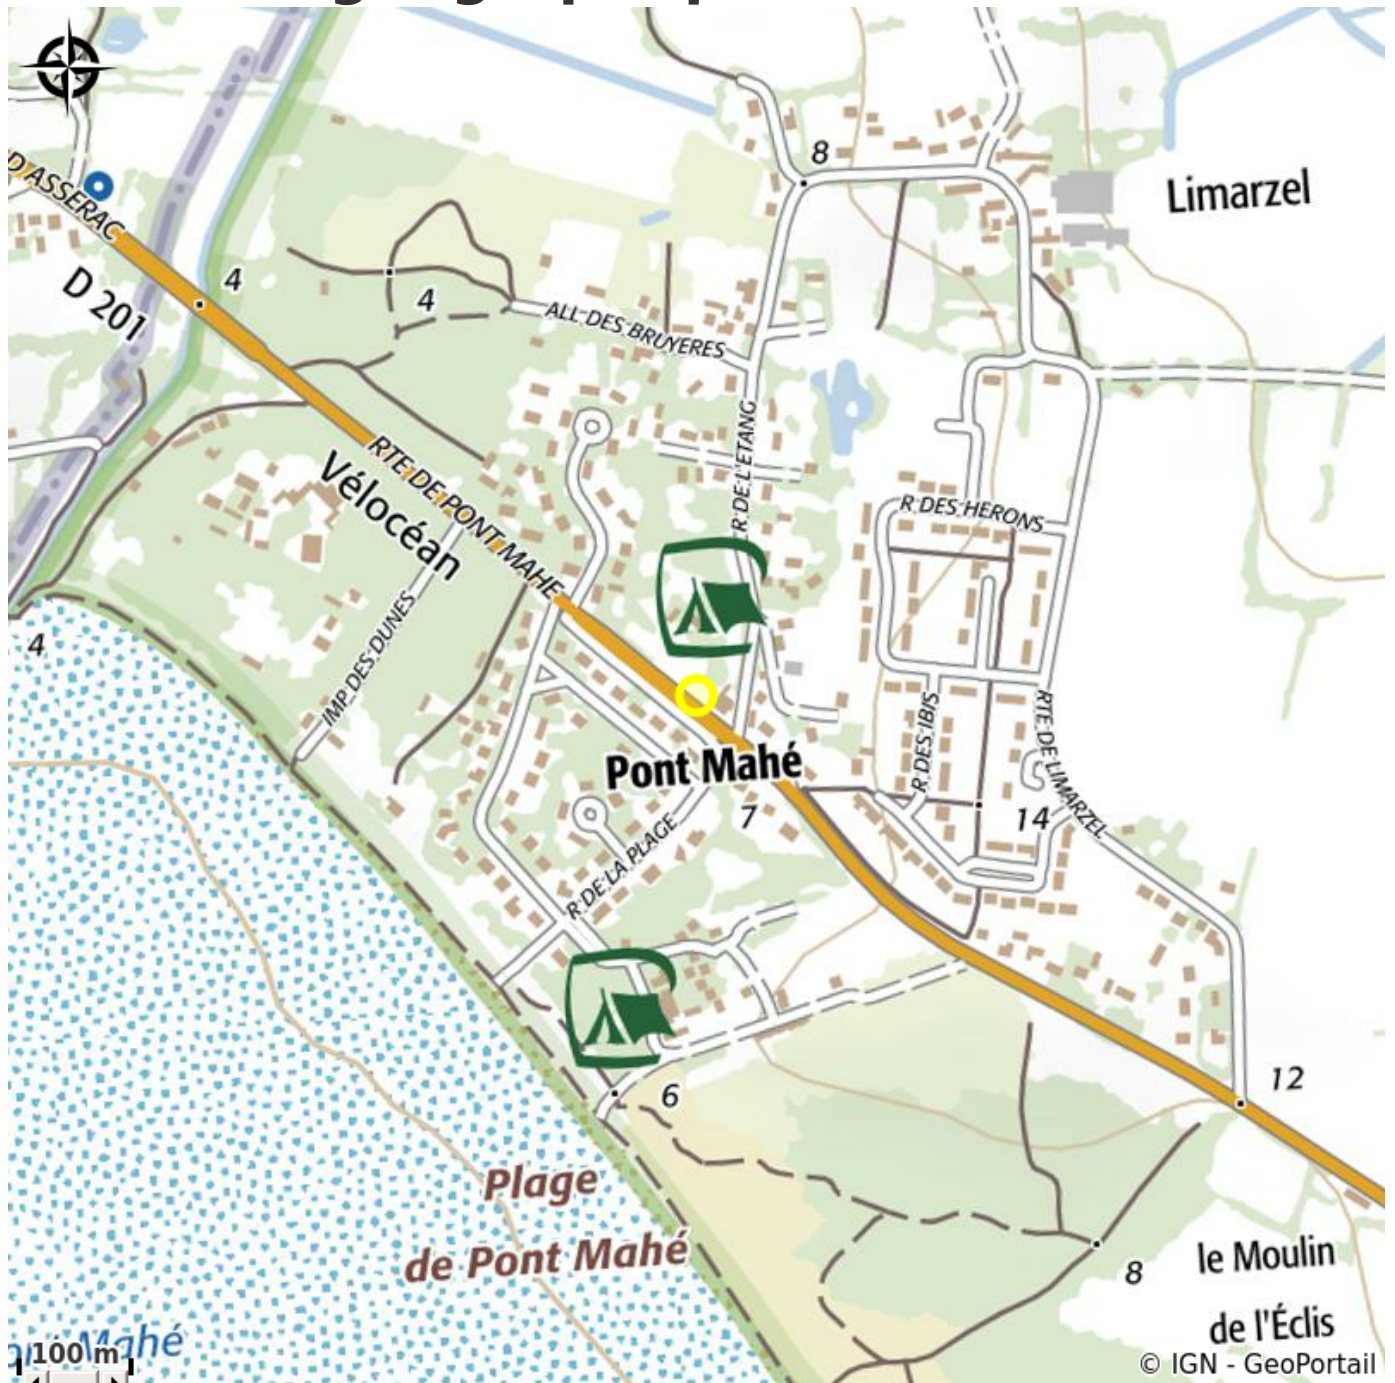 D'ASSERAC
8
Limarzel
D 201
4
4
ALL DES BRUYERES
R DE L'ETANG
RTE DE PONT MAHE
Vélocéan
R DES HERONS
IMP DES DUNES
4
R DES IBIS
RTE DE LIMARZEL
Pont Mahé
7
14
R DE LA PLAGE
6
12
Plage
de Pont Mahé
8
le Moulin
de l'Éclis
Mahé
100 m
© IGN - GeoPortail